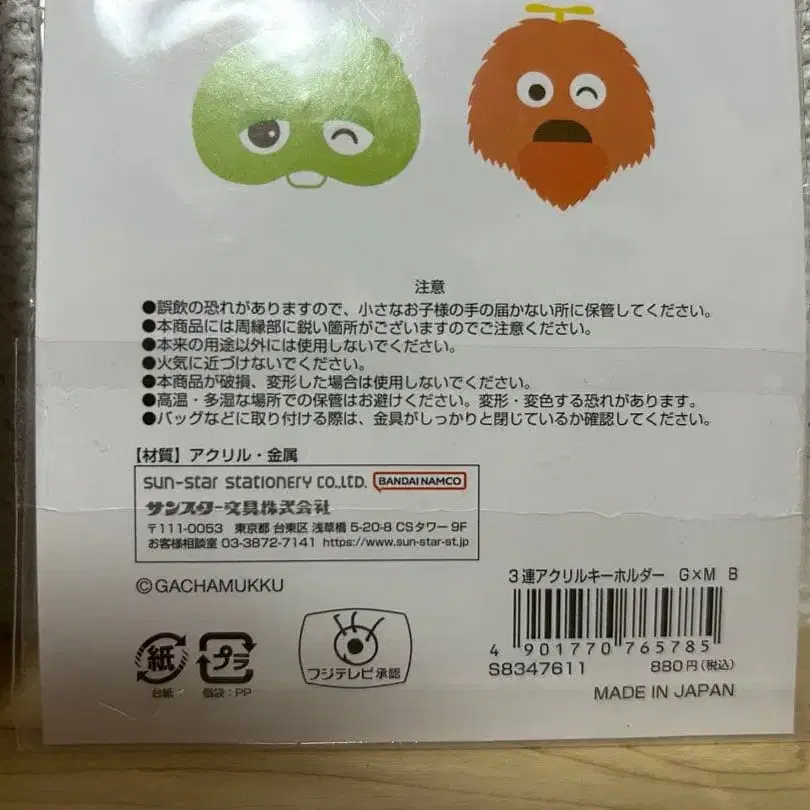 注意
●誤飲の恐れがありますので、小さなお子様の手の届かない所に保管してください。
●本商品には周縁部に鋭い箇所がございますのでご注意ください。
●本来の用途以外には使用しないでください。
●火気に近づけないでください。
●本商品が破損、変形した場合は使用しないでください。
●高温・多湿な場所での保管はお避けください。変形・変色する恐れがあります。
●バッグなどに取り付ける際は、金具がしっかりと閉じているか確認してください。
【材質】アクリル・金属
sun-star stationery CO.,LTD. BANDAI NAMCO
サンスター文具株式会社
〒111-0053 東京都 台東区 浅草橋 5-20-8 CSタワー 9F
お客様相談室 03-3872-7141 https://www.sun-star-st.jp
©GACHAMUKKU
3連アクリルキーホルダー G×M B
4 901770 765785
S8347611 880円(税込)
MADE IN JAPAN
紙
台紙
プラ
個袋:PP
フジテレビ承認